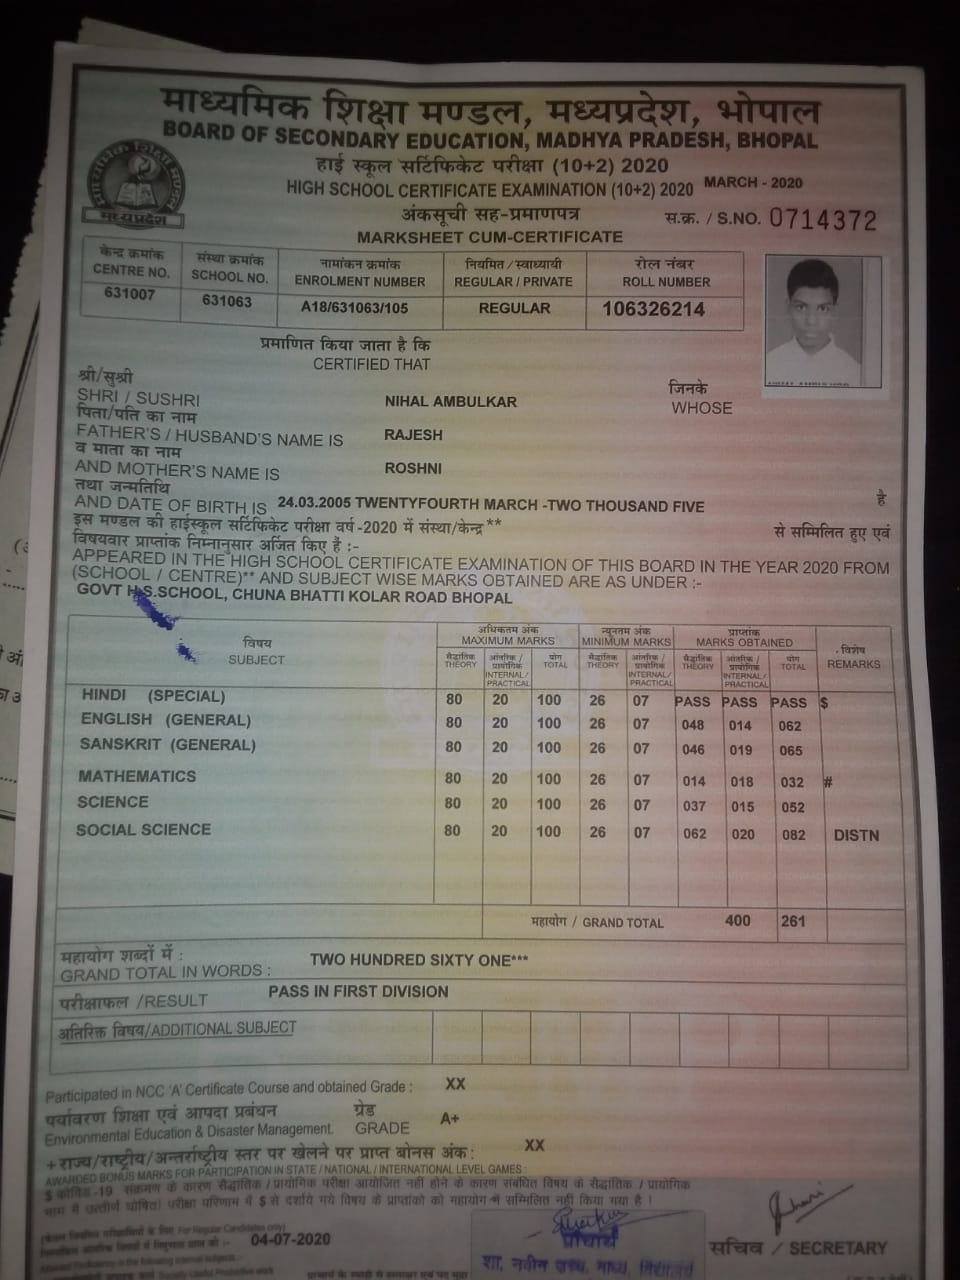 माध्यमिक शिक्षा मण्डल, मध्यप्रदेश, भोपाल
BOARD OF SECONDARY EDUCATION, MADHYA PRADESH, BHOPAL
हाई स्कूल सर्टिफिकेट परीक्षा (10+2) 2020
HIGH SCHOOL CERTIFICATE EXAMINATION (10+2) 2020 MARCH - 2020
अंकसूची सह-प्रमाणपत्र स.क्र. / S.NO. 0714372
MARKSHEET CUM-CERTIFICATE
मध्यप्रदेश
केन्द्र क्रमांक संस्था क्रमांक नामांकन क्रमांक नियमित / स्वाध्यायी रोल नंबर
CENTRE NO. SCHOOL NO. ENROLMENT NUMBER REGULAR / PRIVATE ROLL NUMBER
631007 631063 A18/631063/105 REGULAR 106326214
प्रमाणित किया जाता है कि
CERTIFIED THAT
श्री/सुश्री जिनके
SHRI / SUSHRI NIHAL AMBULKAR WHOSE
पिता/पति का नाम
FATHER'S / HUSBAND'S NAME IS RAJESH
व माता का नाम
AND MOTHER'S NAME IS ROSHNI
तथा जन्मतिथि
AND DATE OF BIRTH IS 24.03.2005 TWENTYFOURTH MARCH -TWO THOUSAND FIVE है
इस मण्डल की हाईस्कूल सर्टिफिकेट परीक्षा वर्ष -2020 में संस्था/केन्द्र** से सम्मिलित हुए एवं
विषयवार प्राप्तांक निम्नानुसार अर्जित किए हैं :-
APPEARED IN THE HIGH SCHOOL CERTIFICATE EXAMINATION OF THIS BOARD IN THE YEAR 2020 FROM
(SCHOOL / CENTRE)** AND SUBJECT WISE MARKS OBTAINED ARE AS UNDER :-
GOVT H.S.SCHOOL, CHUNA BHATTI KOLAR ROAD BHOPAL
विषय अधिकतम अंक न्यूनतम अंक प्राप्तांक विशेष
SUBJECT MAXIMUM MARKS MINIMUM MARKS MARKS OBTAINED REMARKS
सैद्धांतिक आंतरिक / प्रायोगिक योग सैद्धांतिक आंतरिक / प्रायोगिक सैद्धांतिक आंतरिक / प्रायोगिक योग
THEORY INTERNAL / PRACTICAL TOTAL THEORY INTERNAL / PRACTICAL THEORY INTERNAL / PRACTICAL TOTAL
HINDI (SPECIAL) 80 20 100 26 07 PASS PASS PASS $
ENGLISH (GENERAL) 80 20 100 26 07 048 014 062
SANSKRIT (GENERAL) 80 20 100 26 07 046 019 065
MATHEMATICS 80 20 100 26 07 014 018 032 #
SCIENCE 80 20 100 26 07 037 015 052
SOCIAL SCIENCE 80 20 100 26 07 062 020 082 DISTN
महायोग / GRAND TOTAL 400 261
महायोग शब्दों में :
GRAND TOTAL IN WORDS : TWO HUNDRED SIXTY ONE***
परीक्षाफल /RESULT PASS IN FIRST DIVISION
अतिरिक्त विषय/ADDITIONAL SUBJECT
Participated in NCC 'A' Certificate Course and obtained Grade : XX
पर्यावरण शिक्षा एवं आपदा प्रबंधन ग्रेड
Environmental Education & Disaster Management. GRADE A+
+राज्य/राष्ट्रीय/अन्तर्राष्ट्रीय स्तर पर खेलने पर प्राप्त बोनस अंक : XX
AWARDED BONUS MARKS FOR PARTICIPATION IN STATE / NATIONAL / INTERNATIONAL LEVEL GAMES :
$ कोविड-19 संक्रमण के कारण सैद्धांतिक / प्रायोगिक परीक्षा आयोजित नहीं होने के कारण संबंधित विषय के सैद्धांतिक / प्रायोगिक
भाग में उत्तीर्ण घोषित। परीक्षा परिणाम में $ से दर्शाये गये विषय के प्राप्तांकों को महायोग में सम्मिलित नहीं किया गया है।
For Regular Candidates only)
04-07-2020
प्राचार्य
सचिव / SECRETARY
शा. नवीन